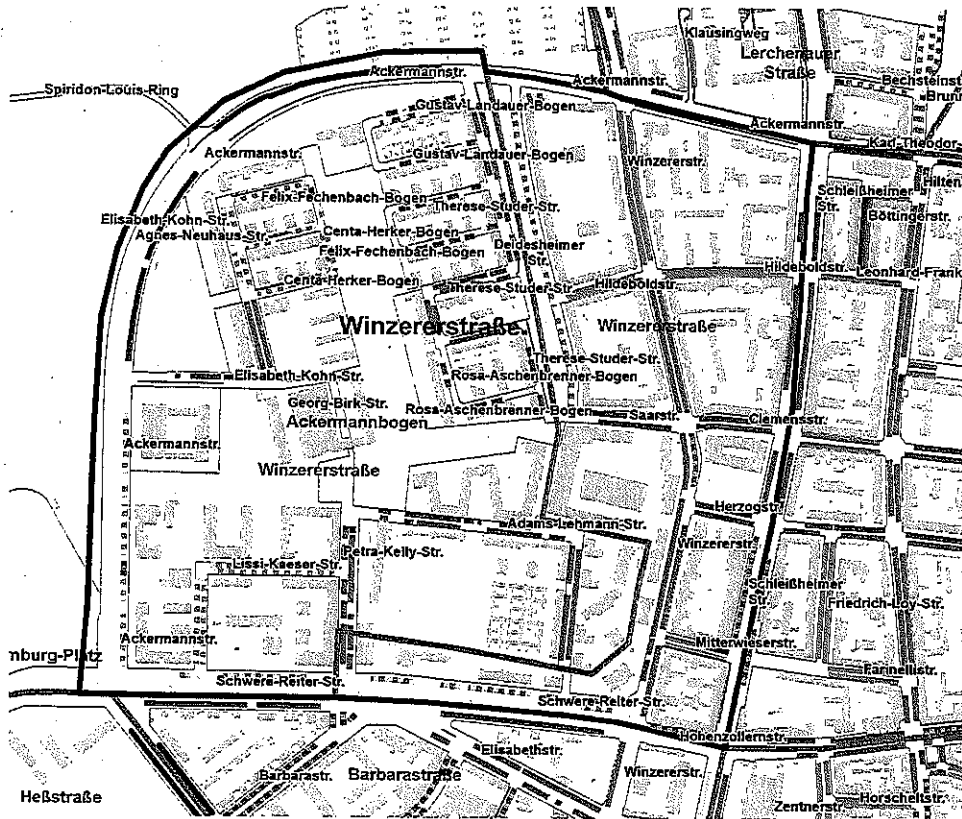 Klausingweg
Lerchenauer
Straße
Ackermannstr.
Ackermannstr.
Bechsteinst
Brunn
Spiridon-Louis-Ring
Gustav-Landauer-Bogen
Ackermannstr.
Karl-Theodor-
Ackermannstr.
Gustav-Landauer-Bogen
Winzererstr.
Hilten
Schleißheimer
Str.
Felix-Fechenbach-Bogen
Therese-Studer-Str.
Böttingerstr.
Elisabeth-Kohn-Str.
Agnes-Neuhaus-Str.
Centa-Herker-Bogen
Felix-Fechenbach-Bogen
Deidesheimer
Str.
Hildeboldstr.
Leonhard-Frank
Centa-Herker-Bogen
Therese-Studer-Str.
Hildeboldstr.
Winzererstraße
Winzererstraße
Therese-Studer-Str.
Elisabeth-Kohn-Str.
Rosa-Aschenbrenner-Bogen
Georg-Birk-Str.
Rosa-Aschenbrenner-Bogen
Saarstr.
Clemensstr.
Ackermannbogen
Ackermannstr.
Winzererstraße
Herzogstr.
Adams-Lehmann-Str.
Winzererstr.
Petra-Kelly-Str.
Lissi-Kaeser-Str.
Schleißheimer
Str.
Friedrich-Loy-Str.
Ackermannstr.
Mitterwieserstr.
mburg-Platz
Farinellistr.
Schwere-Reiter-Str.
Schwere-Reiter-Str.
Hohenzollernstr.
Elisabethstr.
Barbarastr.
Barbarastraße
Winzererstr.
Heßstraße
Zentnerstr.
Horscheltstr.